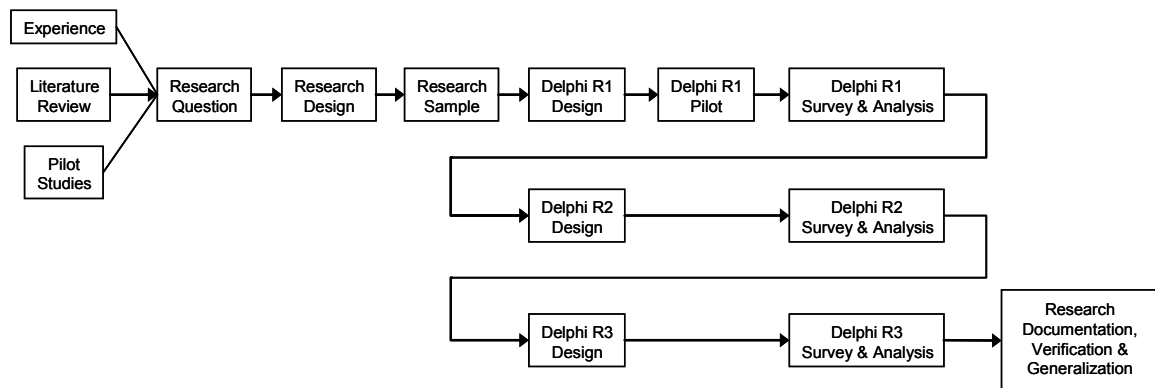 Experience
Literature
Review
Pilot
Studies
Research
Question
Research
Design
Research
Sample
Delphi R1
Design
Delphi R1
Pilot
Delphi R1
Survey & Analysis
Delphi R2
Design
Delphi R2
Survey & Analysis
Delphi R3
Design
Delphi R3
Survey & Analysis
Research
Documentation,
Verification &
Generalization